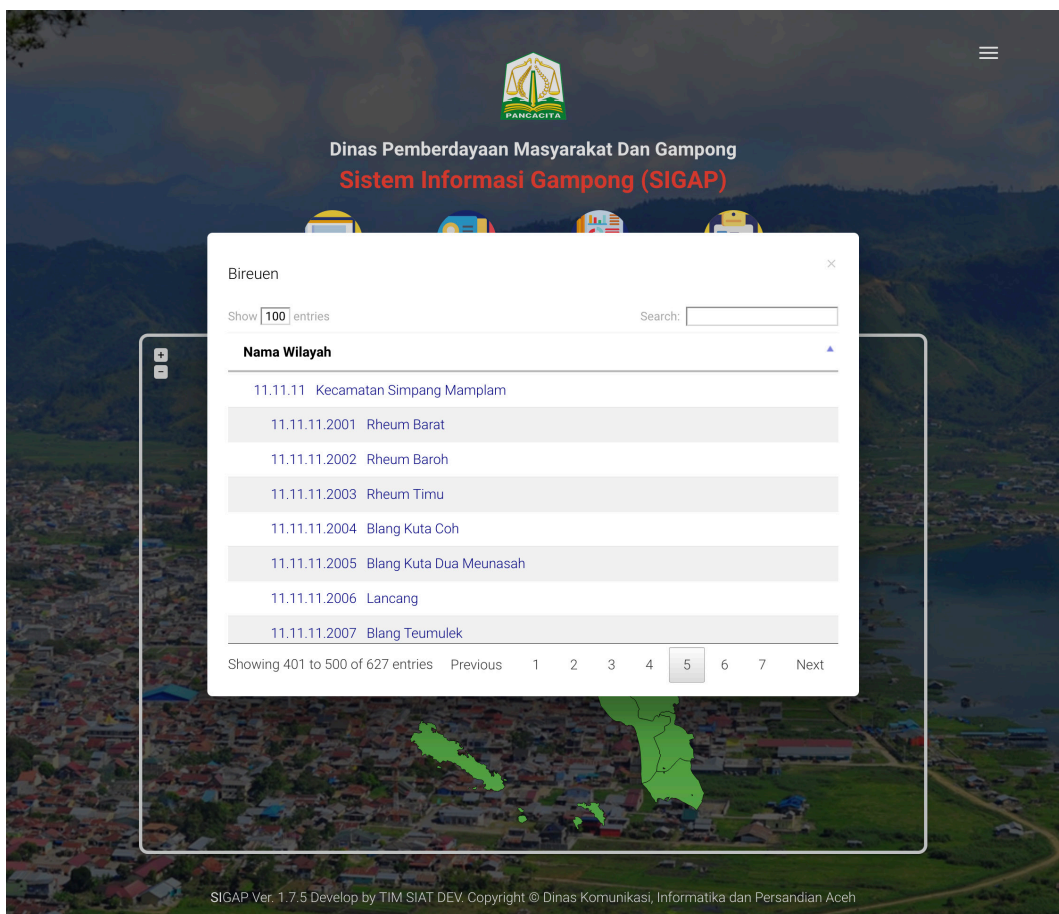 PANCACITA
Dinas Pemberdayaan Masyarakat Dan Gampong
Sistem Informasi Gampong (SIGAP)
Bireuen
×
Show 100 entries Search:
+
-
Nama Wilayah
11.11.11 Kecamatan Simpang Mamplam
11.11.11.2001 Rheum Barat
11.11.11.2002 Rheum Baroh
11.11.11.2003 Rheum Timu
11.11.11.2004 Blang Kuta Coh
11.11.11.2005 Blang Kuta Dua Meunasah
11.11.11.2006 Lancang
11.11.11.2007 Blang Teumulek
Showing 401 to 500 of 627 entries Previous 1 2 3 4 5 6 7 Next
SIGAP Ver. 1.7.5 Develop by TIM SIAT DEV. Copyright © Dinas Komunikasi, Informatika dan Persandian Aceh